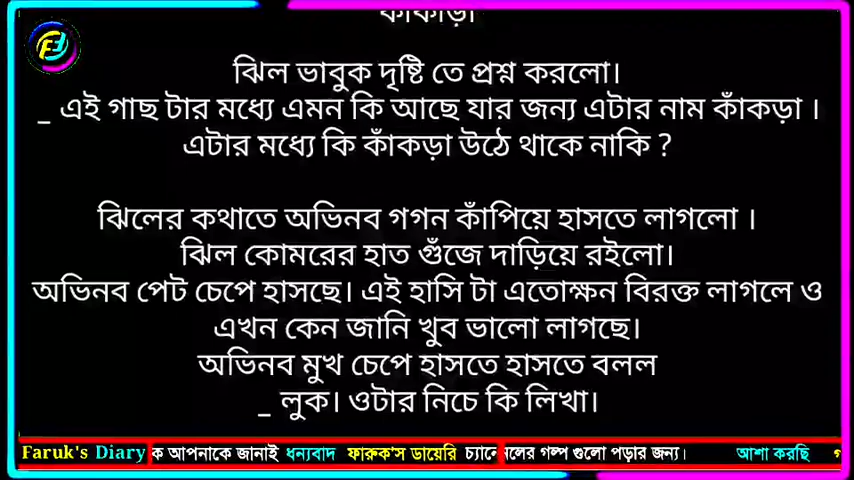 কাঁকড়া
ঝিল ভাবুক দৃষ্টি তে প্রশ্ন করলো।
_ এই গাছ টার মধ্যে এমন কি আছে যার জন্য এটার নাম কাঁকড়া ।
এটার মধ্যে কি কাঁকড়া উঠে থাকে নাকি ?
ঝিলের কথাতে অভিনব গগন কাঁপিয়ে হাসতে লাগলো ।
ঝিল কোমরের হাত গুঁজে দাড়িয়ে রইলো।
অভিনব পেট চেপে হাসছে। এই হাসি টা এতোক্ষন বিরক্ত লাগলে ও
এখন কেন জানি খুব ভালো লাগছে।
অভিনব মুখ চেপে হাসতে হাসতে বলল
_ লুক। ওটার নিচে কি লিখা।
Faruk's Diary ক আপনাকে জানাই ধন্যবাদ ফারুক'স ডায়েরি চ্যানেলের গল্প গুলো পড়ার জন্য। আশা করছি